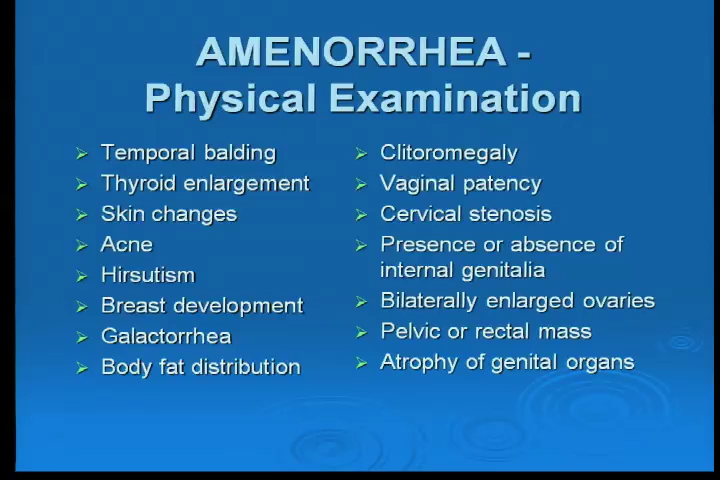 AMENORRHEA -
Physical Examination
Temporal balding
Thyroid enlargement
Skin changes
Acne
Hirsutism
Breast development
Galactorrhea
Body fat distribution
Clitoromegaly
Vaginal patency
Cervical stenosis
Presence or absence of
internal genitalia
Bilaterally enlarged ovaries
Pelvic or rectal mass
Atrophy of genital organs